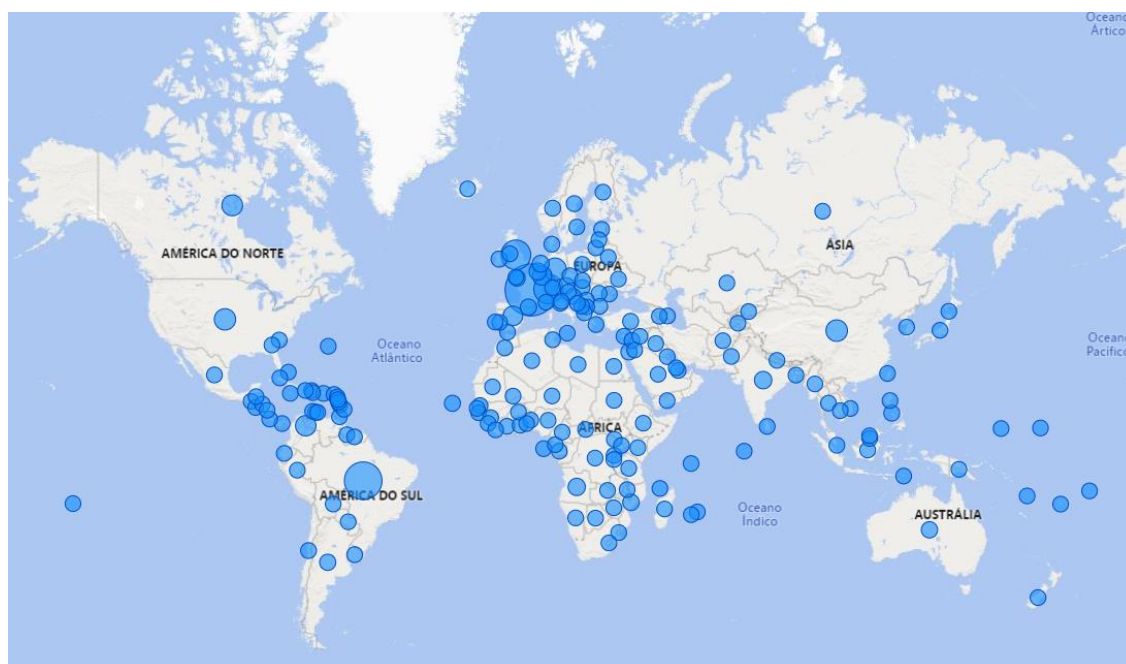 Oceano
Ártico
AMÉRICA DO NORTE
EUROPA
ÁSIA
Oceano
Atlântico
Oceano
Pacífico
ÁFRICA
AMÉRICA DO SUL
Oceano
Índico
AUSTRÁLIA